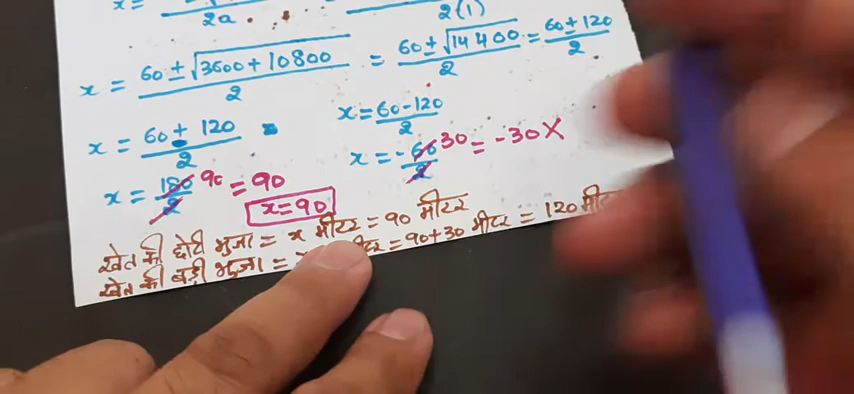 x = 2a 2(1)
x = 60 ± √3600 + 10800 / 2 = 60 ± √14400 / 2 = 60 ± 120 / 2
x = 60 ± 120 / 2 x = 60 - 120 / 2
x = 180 / 2 90 = 90 x = - 60 / 2 30 = - 30 X
x = 90
खेत की छोटी भुजा = x मीटर = 90 मीटर
खेत की बड़ी भुजा = = 90 + 30 मीटर = 120